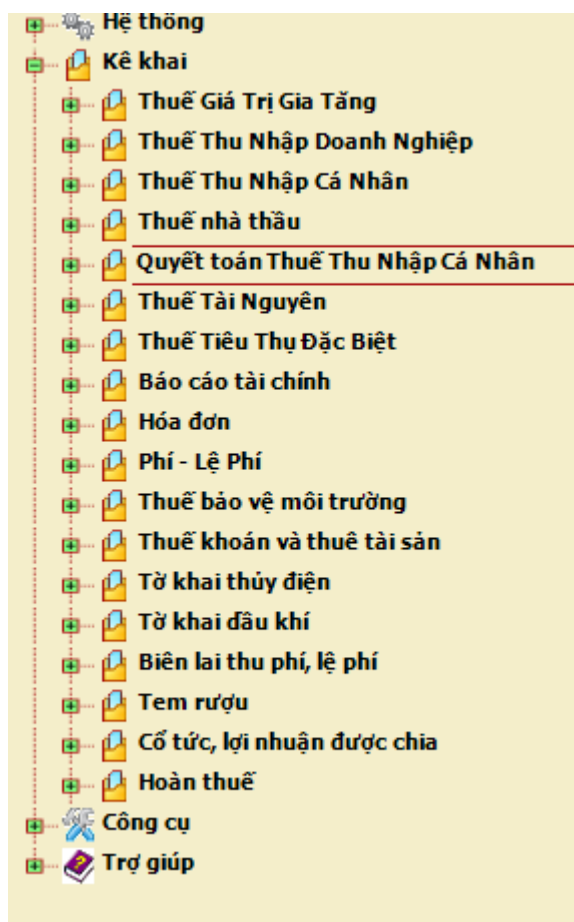 Hệ thống
Kê khai
Thuế Giá Trị Gia Tăng
Thuế Thu Nhập Doanh Nghiệp
Thuế Thu Nhập Cá Nhân
Thuế nhà thầu
Quyết toán Thuế Thu Nhập Cá Nhân
Thuế Tài Nguyên
Thuế Tiêu Thụ Đặc Biệt
Báo cáo tài chính
Hóa đơn
Phí - Lệ Phí
Thuế bảo vệ môi trường
Thuế khoán và thuê tài sản
Tờ khai thủy điện
Tờ khai dầu khí
Biên lai thu phí, lệ phí
Tem rượu
Cổ tức, lợi nhuận được chia
Hoàn thuế
Công cụ
Trợ giúp